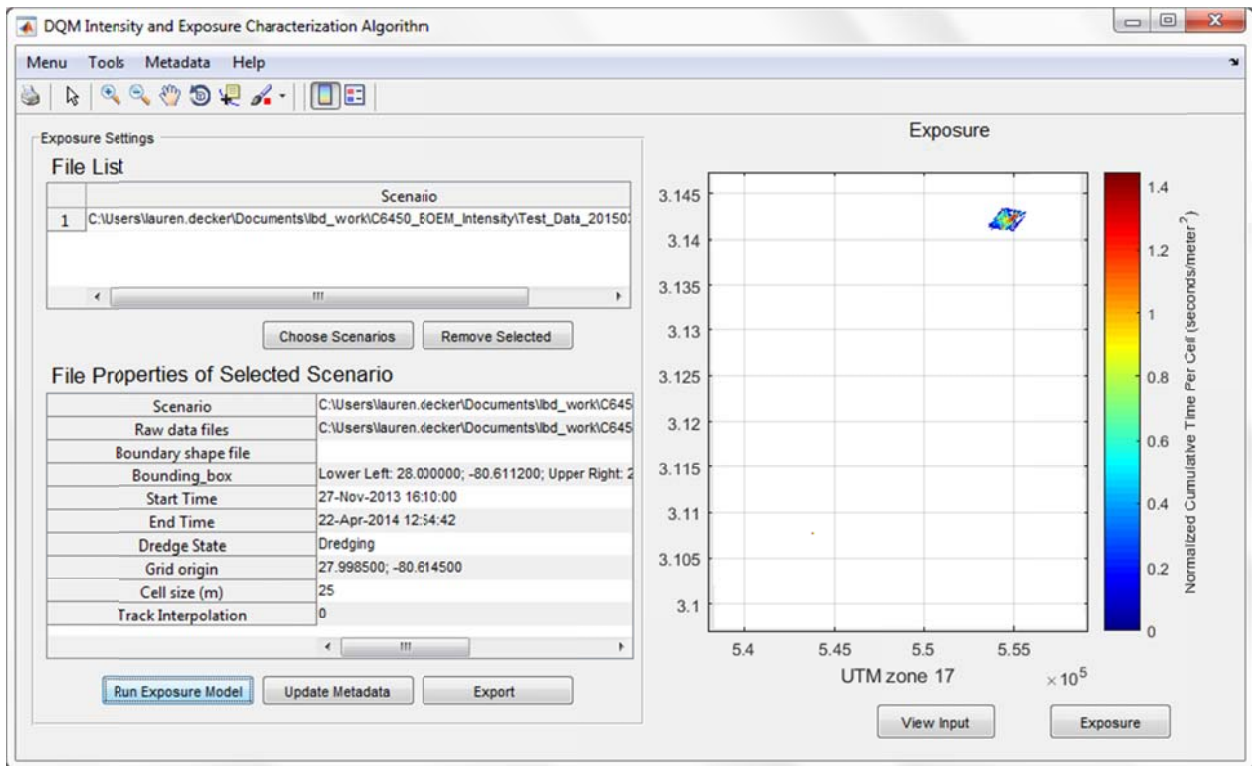 DQM Intensity and Exposure Characterization Algorithm
Menu Tools Metadata Help
Exposure Settings
File List
Scenario
1 C:\Users\lauren.decker\Documents\lbd_work\C6450_BOEM_Intensity\Test_Data_20150
Choose Scenarios Remove Selected
File Properties of Selected Scenario
Scenario C:\Users\lauren.decker\Documents\lbd_work\C645
Raw data files C:\Users\lauren.decker\Documents\lbd_work\C645
Boundary shape file
Bounding_box Lower Left: 28.000000; -80.611200; Upper Right: 2
Start Time 27-Nov-2013 16:10:00
End Time 22-Apr-2014 12:54:42
Dredge State Dredging
Grid origin 27.998500; -80.614500
Cell size (m) 25
Track Interpolation 0
Run Exposure Model Update Metadata Export
Exposure
3.145
3.14
3.135
3.13
3.125
3.12
3.115
3.11
3.105
3.1
5.4 5.45 5.5 5.55
UTM zone 17 × 10^5
1.4
1.2
1
0.8
0.6
0.4
0.2
0
Normalized Cumulative Time Per Cell (seconds/meter^2)
View Input Exposure